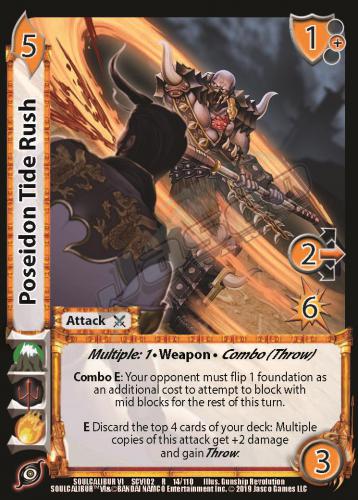 5
1
+
Poseidon Tide Rush
2
6
Attack
Multiple: 1 • Weapon • Combo (Throw)
Combo E: Your opponent must flip 1 foundation as
an additional cost to attempt to block with
mid blocks for the rest of this turn.
E Discard the top 4 cards of your deck: Multiple
copies of this attack get +2 damage
and gain Throw.
3
SOULCALIBUR VI SCVI02 R 14/110 Illus. Gunship Revolution
SOULCALIBUR™VI& ©BANDAI NAMCO Entertainment Inc. © 2019 Jasco Games LLC